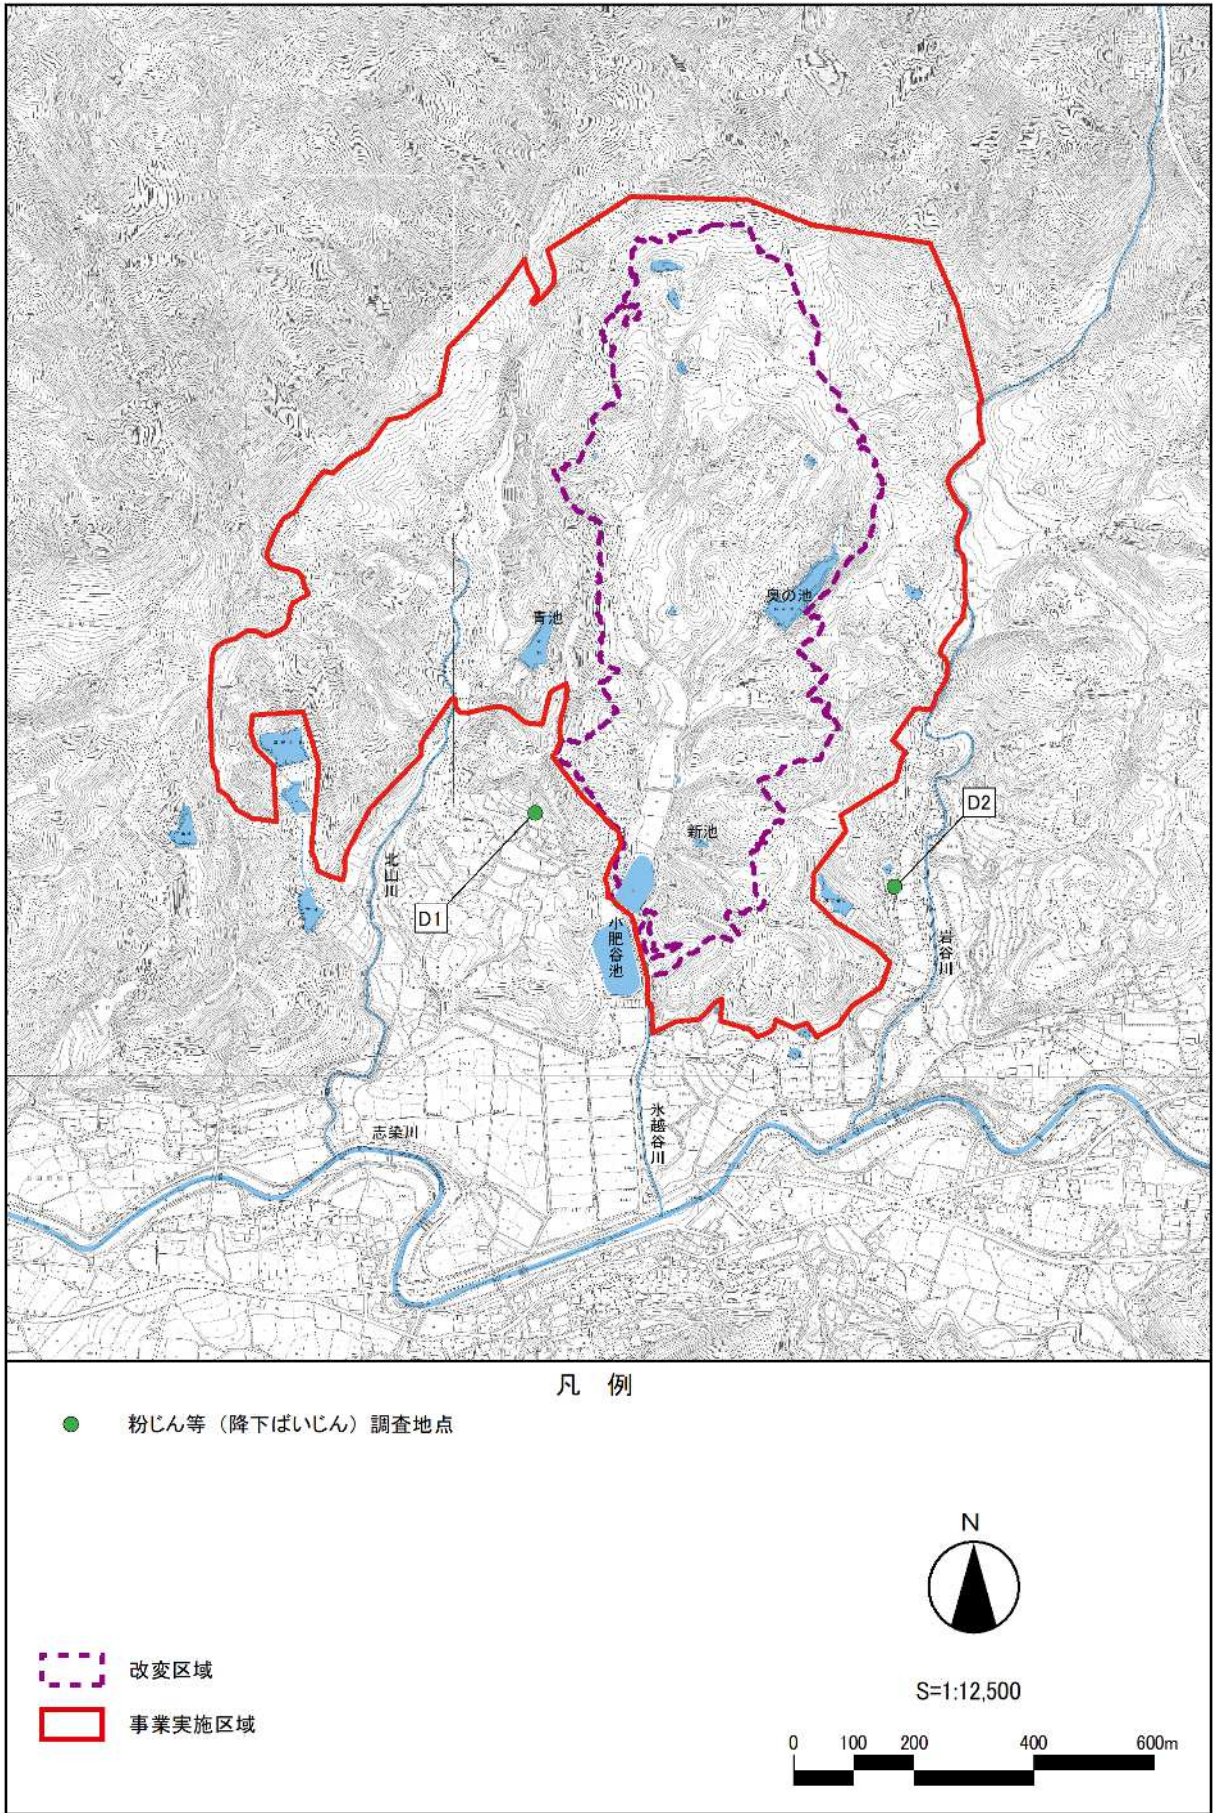 青池
奥の池
新池
D2
D1
北山川
小肥谷池
岩谷川
氷越谷川
志染川
凡 例
粉じん等（降下ばいじん）調査地点
N
改変区域
事業実施区域
S=1:12,500
0 100 200 400 600m